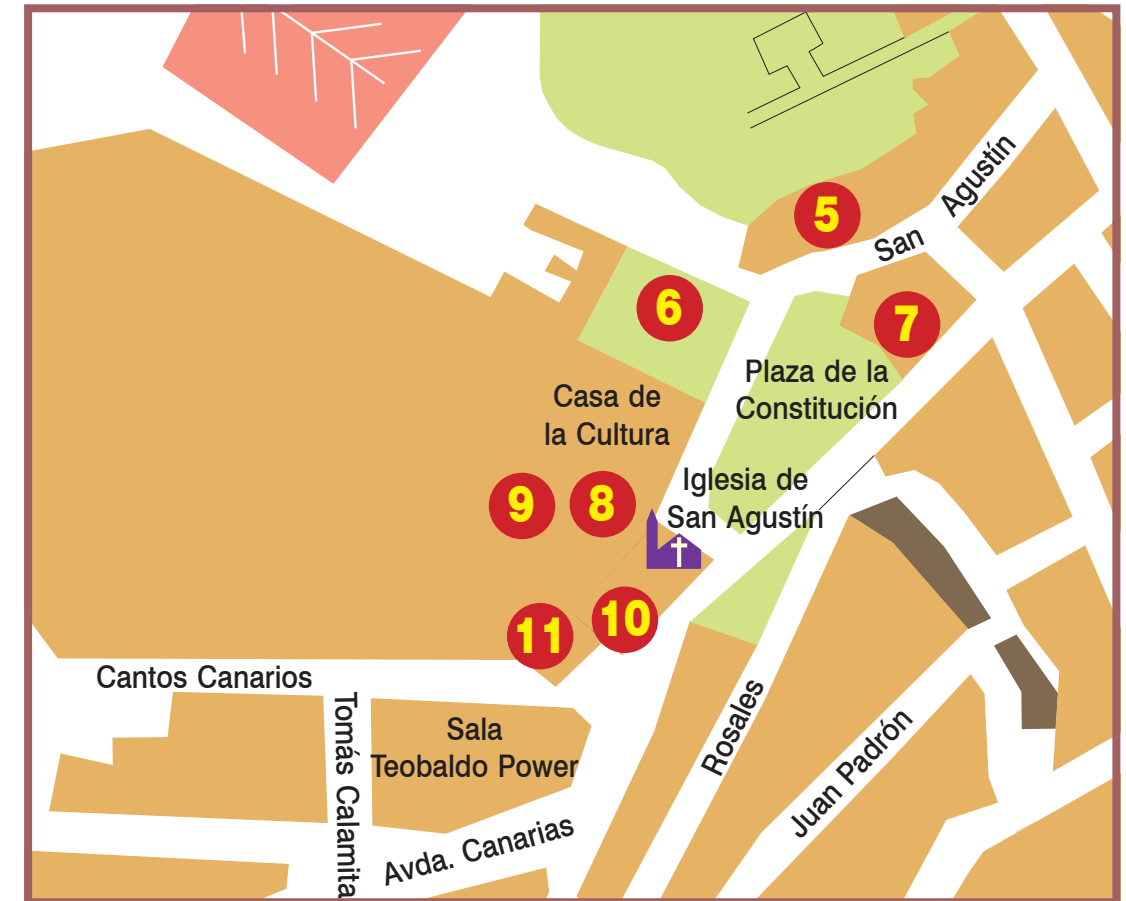 5
San Agustín
6
7
Plaza de la
Constitución
Casa de
la Cultura
9
8
Iglesia de
San Agustín
11
10
Cantos Canarios
Tomás Calamita
Sala
Teobaldo Power
Rosales
Juan Padrón
Avda. Canarias